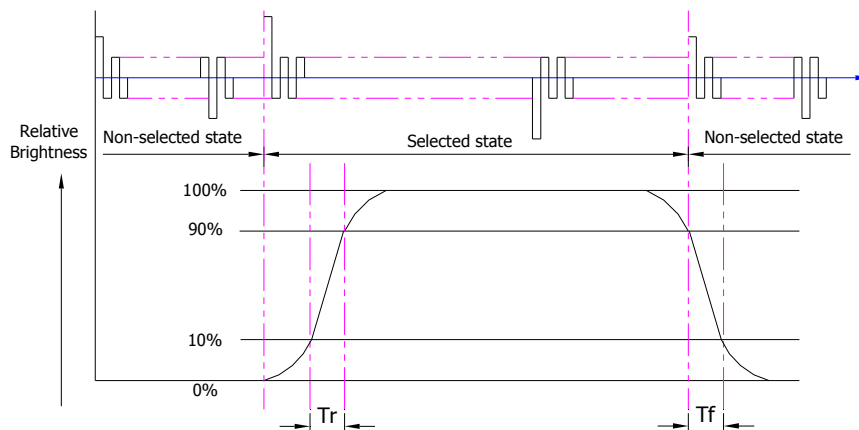 Relative
Brightness
Non-selected state
Selected state
Non-selected state
100%
90%
10%
0%
Tr
Tf